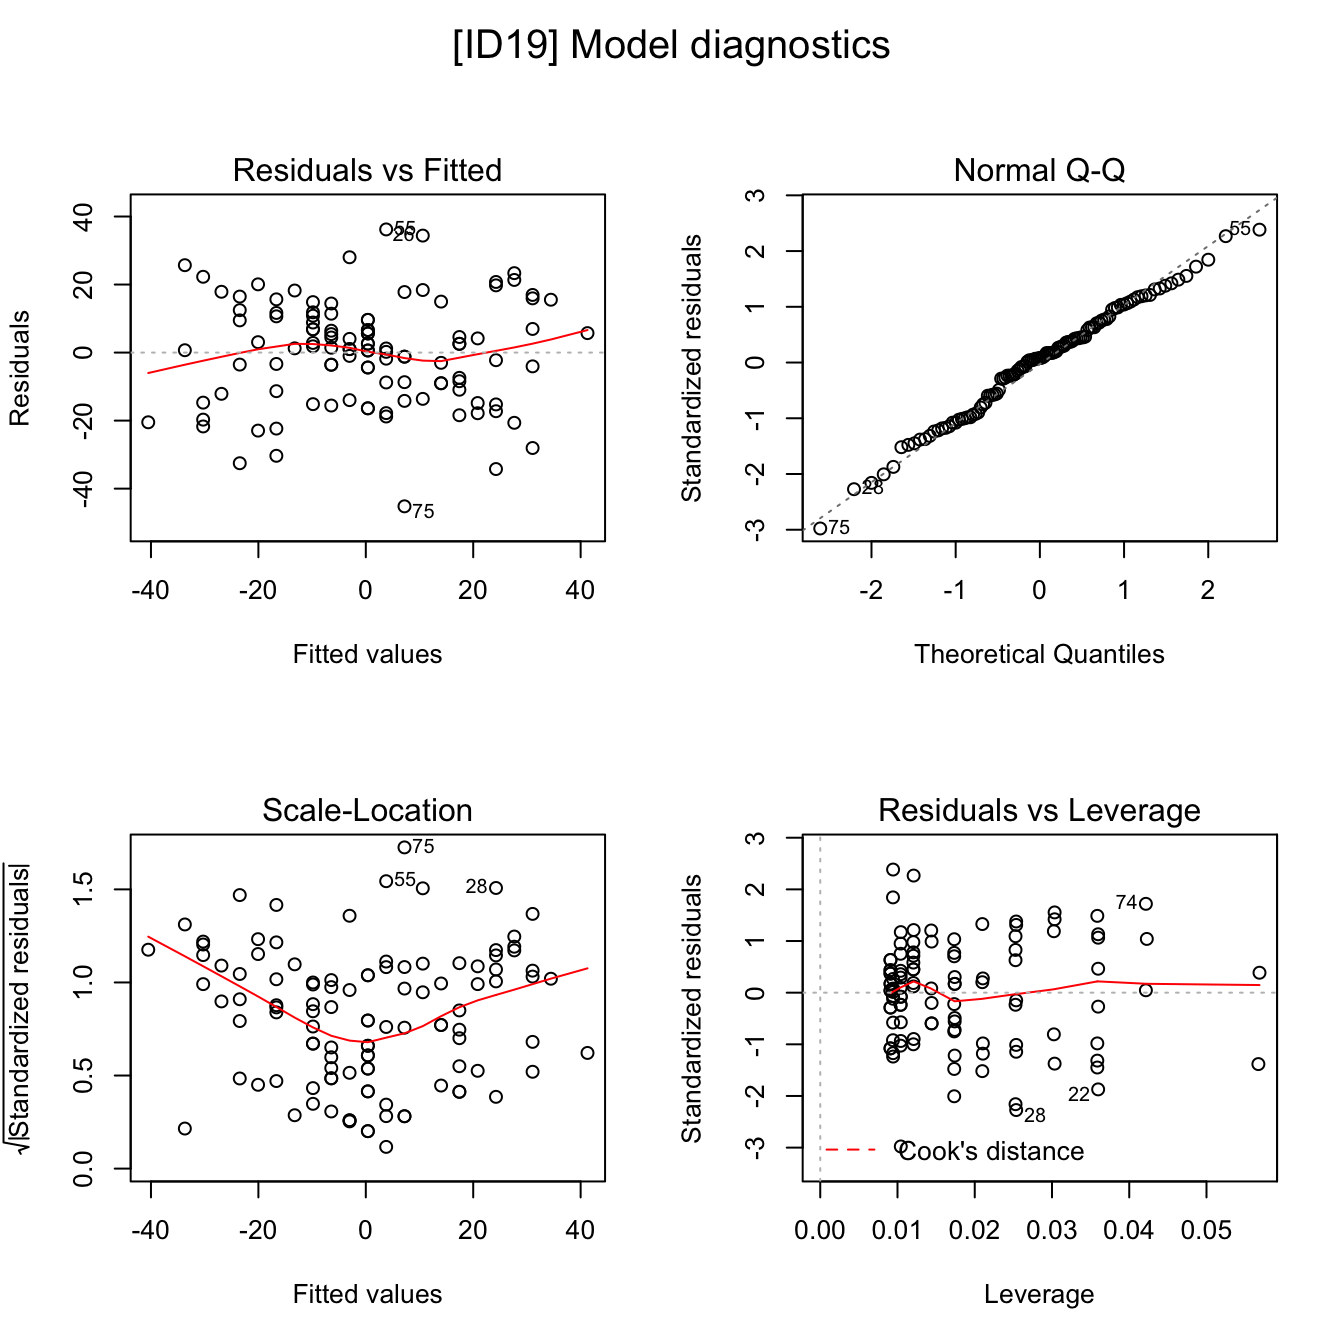 [ID19] Model diagnostics
Residuals vs Fitted
Residuals
40
20
0
-20
-40
55
26
75
-40 -20 0 20 40
Fitted values
Normal Q-Q
Standardized residuals
3
2
1
0
-1
-2
-3
55
28
75
-2 -1 0 1 2
Theoretical Quantiles
Scale-Location
√|Standardized residuals|
1.5
1.0
0.5
0.0
75
55
28
-40 -20 0 20 40
Fitted values
Residuals vs Leverage
Standardized residuals
3
2
1
0
-1
-2
-3
74
22
28
Cook's distance
0.00 0.01 0.02 0.03 0.04 0.05
Leverage